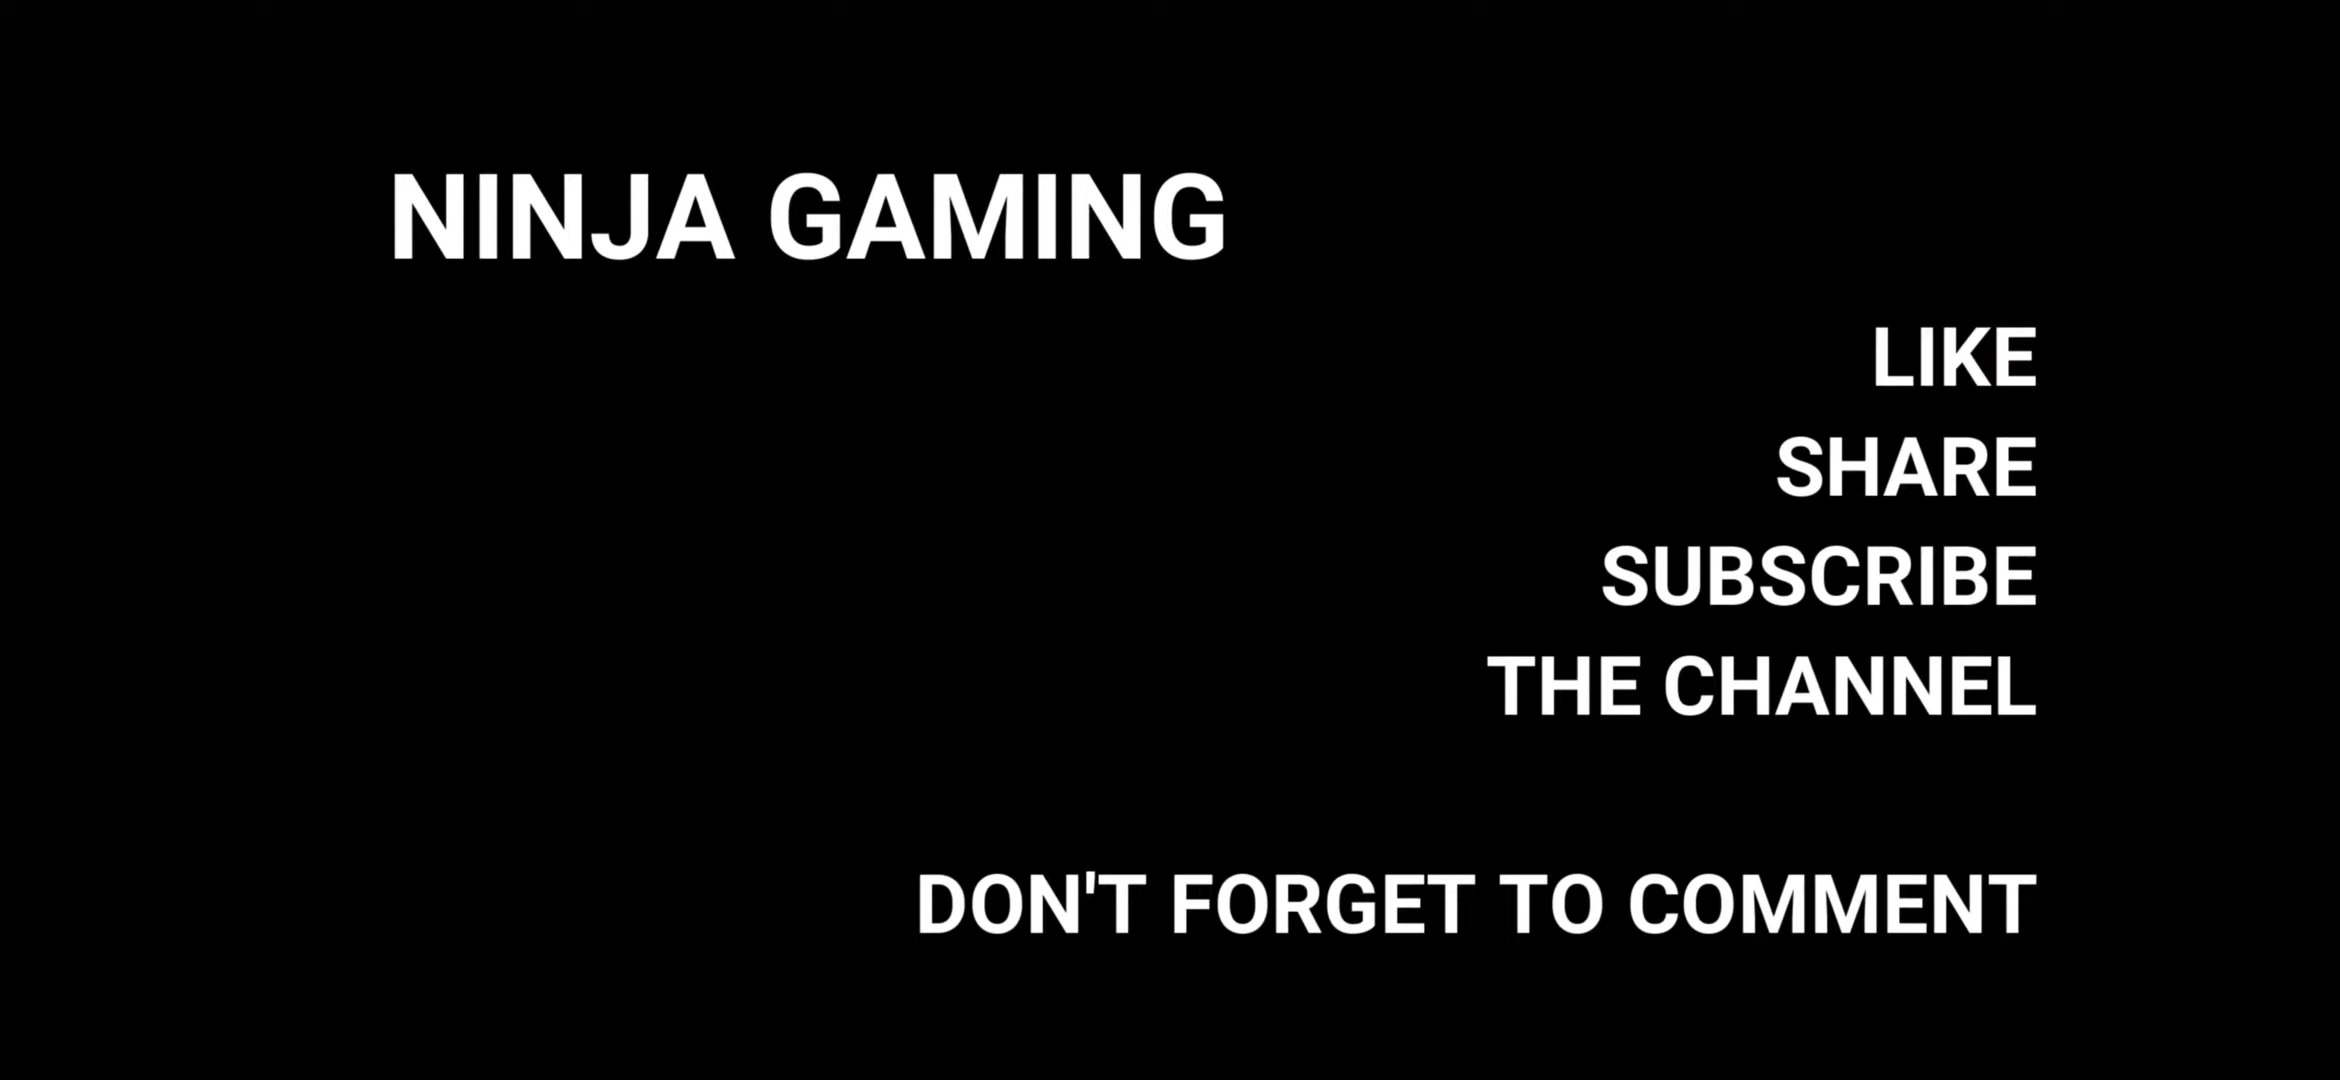 NINJA GAMING
LIKE
SHARE
SUBSCRIBE
THE CHANNEL
DON'T FORGET TO COMMENT